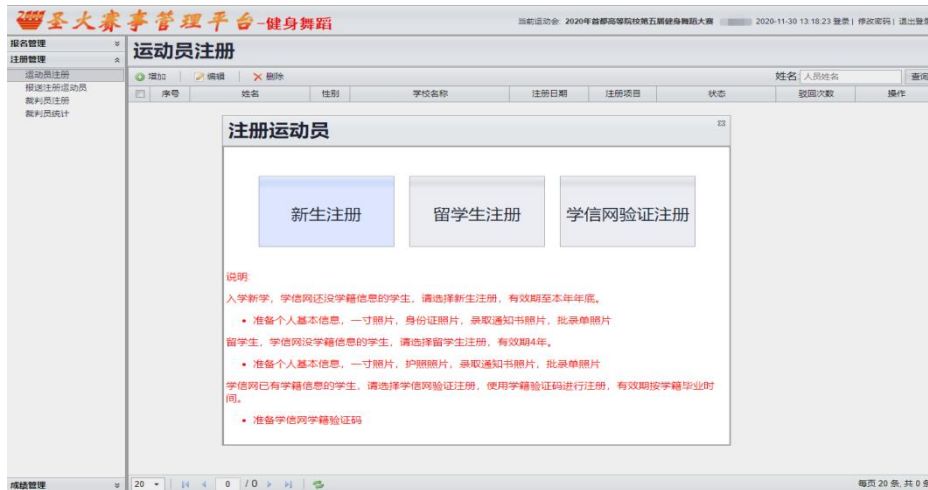 2008圣火赛事管理平台-健身舞蹈
当前运动会: 2020年首都高等院校第五届健身舞蹈大赛 2020-11-30 13:18:23 登录 | 修改密码 | 退出登录
报名管理
注册管理
运动员注册
报送注册运动员
裁判员注册
裁判员统计
成绩管理
运动员注册
增加 编辑 删除 姓名: 人员姓名 查询
序号 姓名 性别 学校名称 注册日期 注册项目 状态 驳回次数 操作
注册运动员
新生注册 留学生注册 学信网验证注册
说明:
入学新学，学信网还没学籍信息的学生，请选择新生注册，有效期至本年年底。
• 准备个人基本信息，一寸照片，身份证照片，录取通知书照片，批录单照片
留学生，学信网没学籍信息的学生，请选择留学生注册，有效期4年。
• 准备个人基本信息，一寸照片，护照照片，录取通知书照片，批录单照片
学信网已有学籍信息的学生，请选择学信网验证注册，使用学籍验证码进行注册，有效期按学籍毕业时
间。
• 准备学信网学籍验证码
20 0 / 0 每页 20 条, 共 0 条